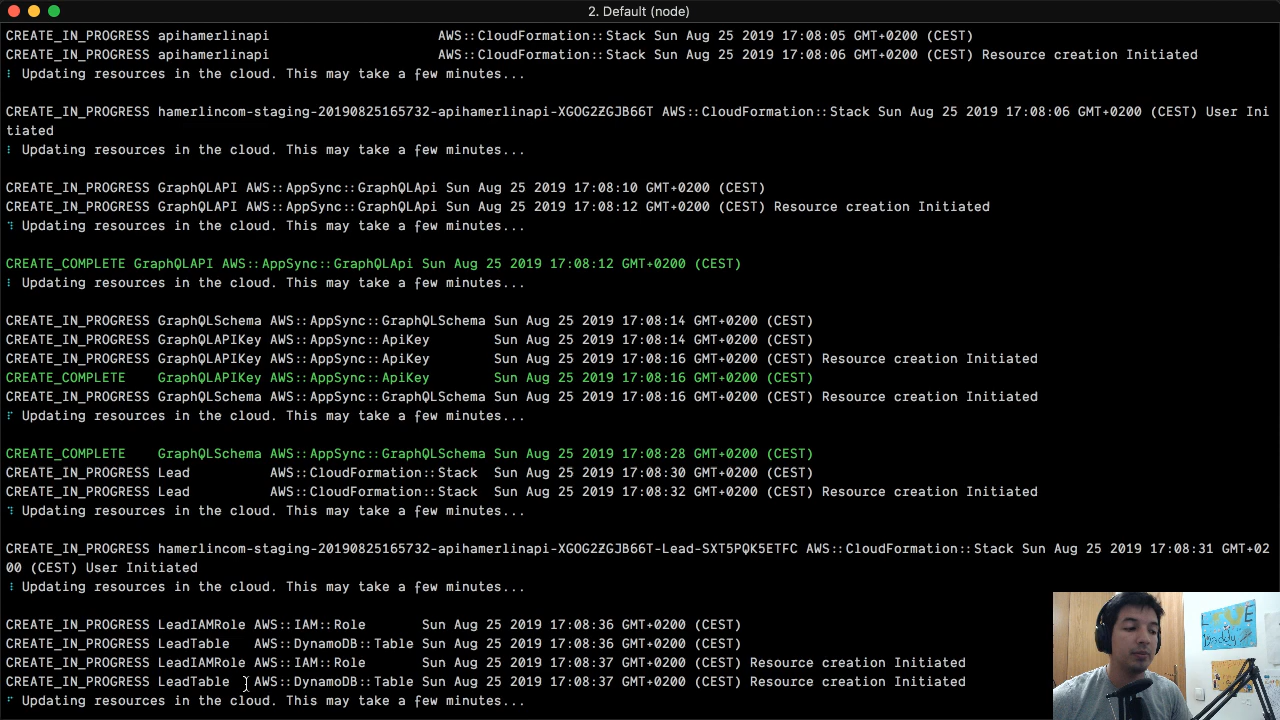 2. Default (node)
CREATE_IN_PROGRESS apihamerlinapi AWS::CloudFormation::Stack Sun Aug 25 2019 17:08:05 GMT+0200 (CEST)
CREATE_IN_PROGRESS apihamerlinapi AWS::CloudFormation::Stack Sun Aug 25 2019 17:08:06 GMT+0200 (CEST) Resource creation Initiated
Updating resources in the cloud. This may take a few minutes...
CREATE_IN_PROGRESS hamerlincom-staging-20190825165732-apihamerlinapi-XGOG2ZGJB66T AWS::CloudFormation::Stack Sun Aug 25 2019 17:08:06 GMT+0200 (CEST) User Ini
tiated
Updating resources in the cloud. This may take a few minutes...
CREATE_IN_PROGRESS GraphQLAPI AWS::AppSync::GraphQLApi Sun Aug 25 2019 17:08:10 GMT+0200 (CEST)
CREATE_IN_PROGRESS GraphQLAPI AWS::AppSync::GraphQLApi Sun Aug 25 2019 17:08:12 GMT+0200 (CEST) Resource creation Initiated
Updating resources in the cloud. This may take a few minutes...
CREATE_COMPLETE GraphQLAPI AWS::AppSync::GraphQLApi Sun Aug 25 2019 17:08:12 GMT+0200 (CEST)
Updating resources in the cloud. This may take a few minutes...
CREATE_IN_PROGRESS GraphQLSchema AWS::AppSync::GraphQLSchema Sun Aug 25 2019 17:08:14 GMT+0200 (CEST)
CREATE_IN_PROGRESS GraphQLAPIKey AWS::AppSync::ApiKey Sun Aug 25 2019 17:08:14 GMT+0200 (CEST)
CREATE_IN_PROGRESS GraphQLAPIKey AWS::AppSync::ApiKey Sun Aug 25 2019 17:08:16 GMT+0200 (CEST) Resource creation Initiated
CREATE_COMPLETE GraphQLAPIKey AWS::AppSync::ApiKey Sun Aug 25 2019 17:08:16 GMT+0200 (CEST)
CREATE_IN_PROGRESS GraphQLSchema AWS::AppSync::GraphQLSchema Sun Aug 25 2019 17:08:16 GMT+0200 (CEST) Resource creation Initiated
Updating resources in the cloud. This may take a few minutes...
CREATE_COMPLETE GraphQLSchema AWS::AppSync::GraphQLSchema Sun Aug 25 2019 17:08:28 GMT+0200 (CEST)
CREATE_IN_PROGRESS Lead AWS::CloudFormation::Stack Sun Aug 25 2019 17:08:30 GMT+0200 (CEST)
CREATE_IN_PROGRESS Lead AWS::CloudFormation::Stack Sun Aug 25 2019 17:08:32 GMT+0200 (CEST) Resource creation Initiated
Updating resources in the cloud. This may take a few minutes...
CREATE_IN_PROGRESS hamerlincom-staging-20190825165732-apihamerlinapi-XGOG2ZGJB66T-Lead-SXT5PQK5ETFC AWS::CloudFormation::Stack Sun Aug 25 2019 17:08:31 GMT+02
00 (CEST) User Initiated
Updating resources in the cloud. This may take a few minutes...
CREATE_IN_PROGRESS LeadIAMRole AWS::IAM::Role Sun Aug 25 2019 17:08:36 GMT+0200 (CEST)
CREATE_IN_PROGRESS LeadTable AWS::DynamoDB::Table Sun Aug 25 2019 17:08:36 GMT+0200 (CEST)
CREATE_IN_PROGRESS LeadIAMRole AWS::IAM::Role Sun Aug 25 2019 17:08:37 GMT+0200 (CEST) Resource creation Initiated
CREATE_IN_PROGRESS LeadTable AWS::DynamoDB::Table Sun Aug 25 2019 17:08:37 GMT+0200 (CEST) Resource creation Initiated
Updating resources in the cloud. This may take a few minutes...